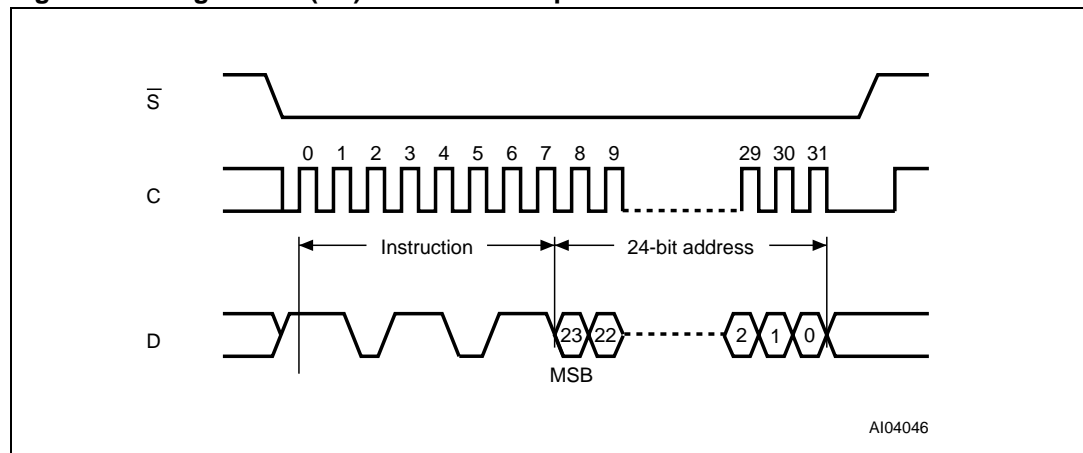 S̅
0 1 2 3 4 5 6 7 8 9 29 30 31
C
Instruction 24-bit address
D 23 22 2 1 0
MSB
AI04046